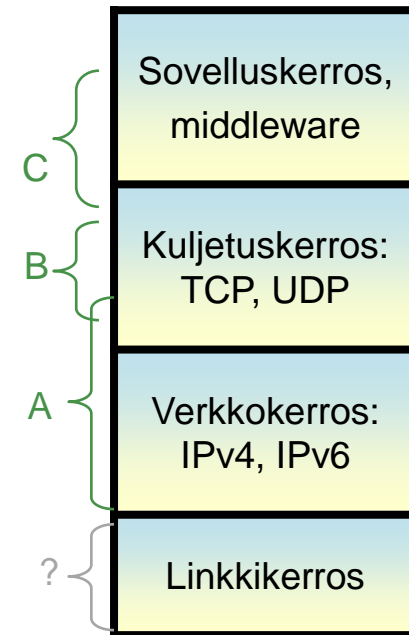 Sovelluskerros,
middleware
C
Kuljetuskerros:
TCP, UDP
B
Verkkokerros:
IPv4, IPv6
A
Linkkikerros
?